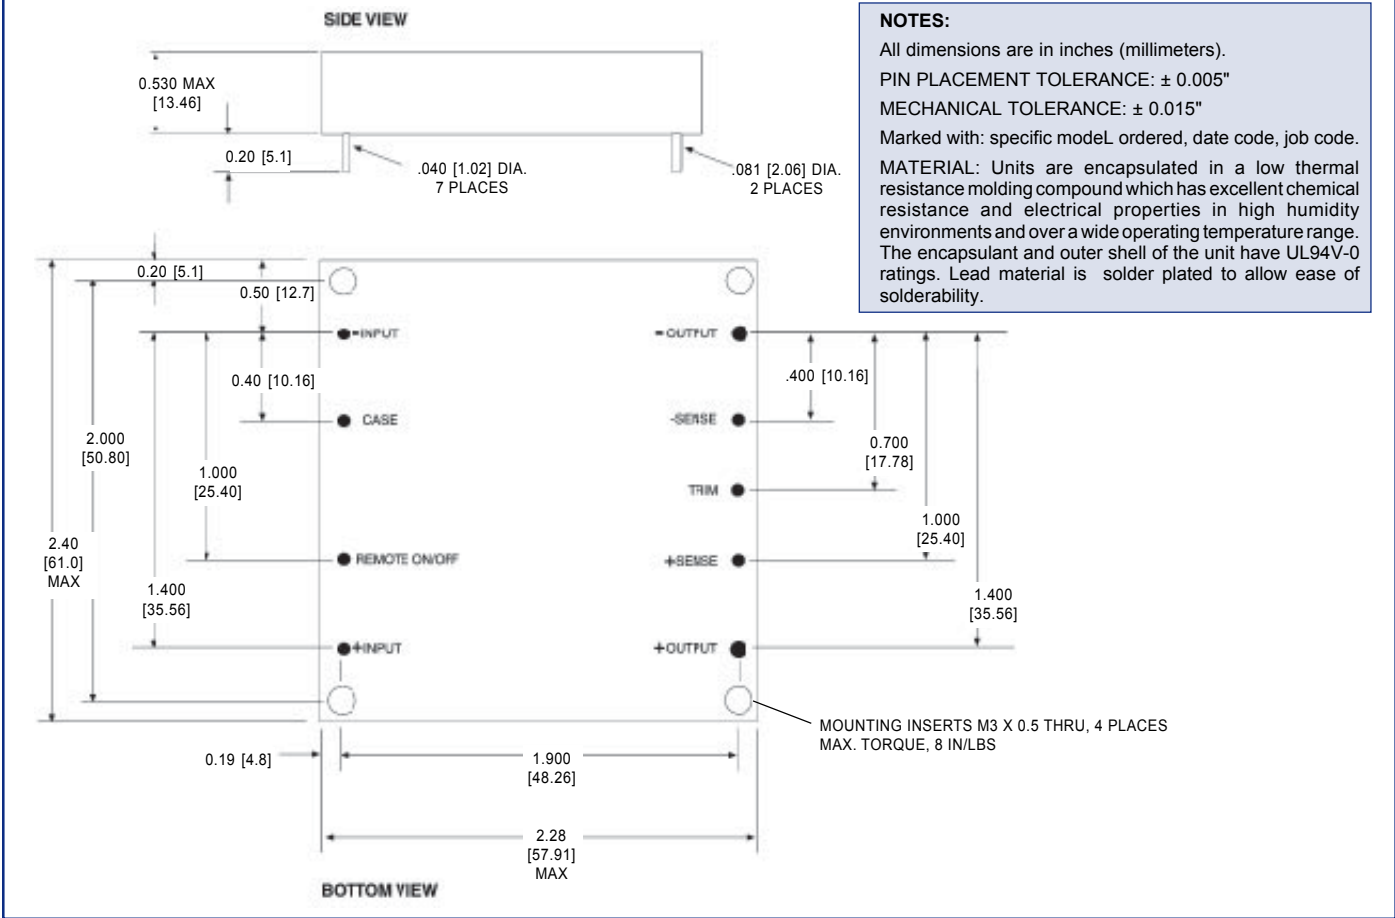 SIDE VIEW
0.530 MAX
[13.46]
0.20 [5.1]
.040 [1.02] DIA.
7 PLACES
.081 [2.06] DIA.
2 PLACES
NOTES:
All dimensions are in inches (millimeters).
PIN PLACEMENT TOLERANCE: ± 0.005"
MECHANICAL TOLERANCE: ± 0.015"
Marked with: specific modeL ordered, date code, job code.
MATERIAL: Units are encapsulated in a low thermal
resistance molding compound which has excellent chemical
resistance and electrical properties in high humidity
environments and over a wide operating temperature range.
The encapsulant and outer shell of the unit have UL94V-0
ratings. Lead material is solder plated to allow ease of
solderability.
0.20 [5.1]
0.50 [12.7]
-INPUT
-OUTPUT
0.40 [10.16]
.400 [10.16]
CASE
-SENSE
2.000
[50.80]
0.700
[17.78]
1.000
[25.40]
TRIM
1.000
[25.40]
2.40
[61.0]
MAX
REMOTE ON/OFF
+SENSE
1.400
[35.56]
1.400
[35.56]
+INPUT
+OUTPUT
MOUNTING INSERTS M3 X 0.5 THRU, 4 PLACES
MAX. TORQUE, 8 IN/LBS
0.19 [4.8]
1.900
[48.26]
2.28
[57.91]
MAX
BOTTOM VIEW